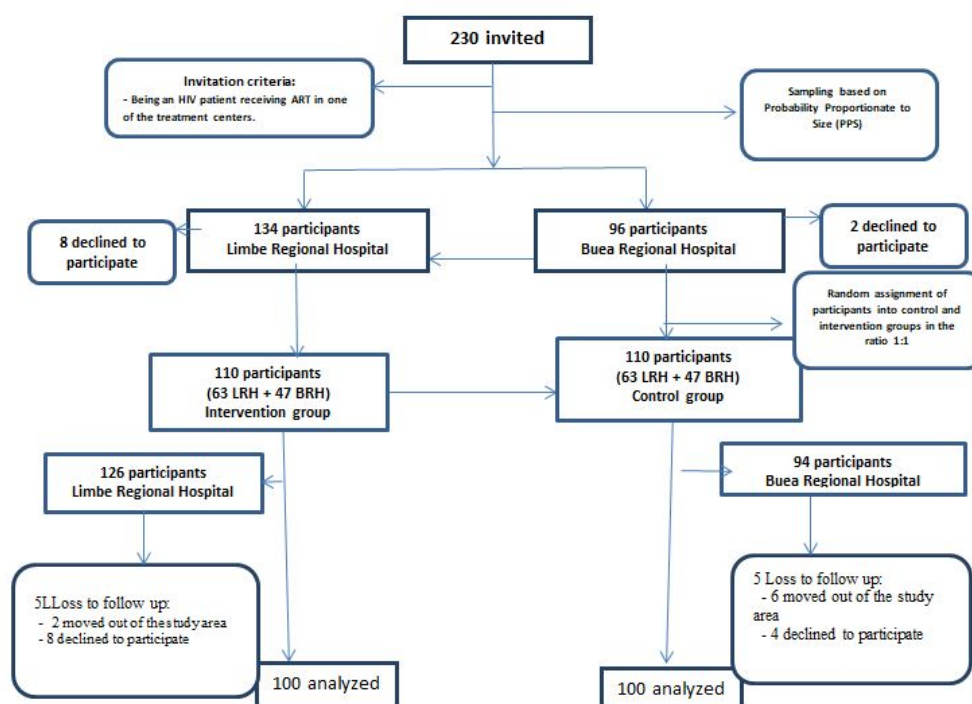 230 invited
Invitation criteria:
- Being an HIV patient receiving ART in one
of the treatment centers.
Sampling based on
Probability Proportionate to
Size (PPS)
134 participants
Limbe Regional Hospital
96 participants
Buea Regional Hospital
8 declined to
participate
2 declined to
participate
Random assignment of
participants into control and
intervention groups in the
ratio 1:1
110 participants
(63 LRH + 47 BRH)
Intervention group
110 participants
(63 LRH + 47 BRH)
Control group
126 participants
Limbe Regional Hospital
94 participants
Buea Regional Hospital
5LLoss to follow up:
- 2 moved out of the study area
- 8 declined to participate
5 Loss to follow up:
- 6 moved out of the study
area
- 4 declined to participate
100 analyzed
100 analyzed